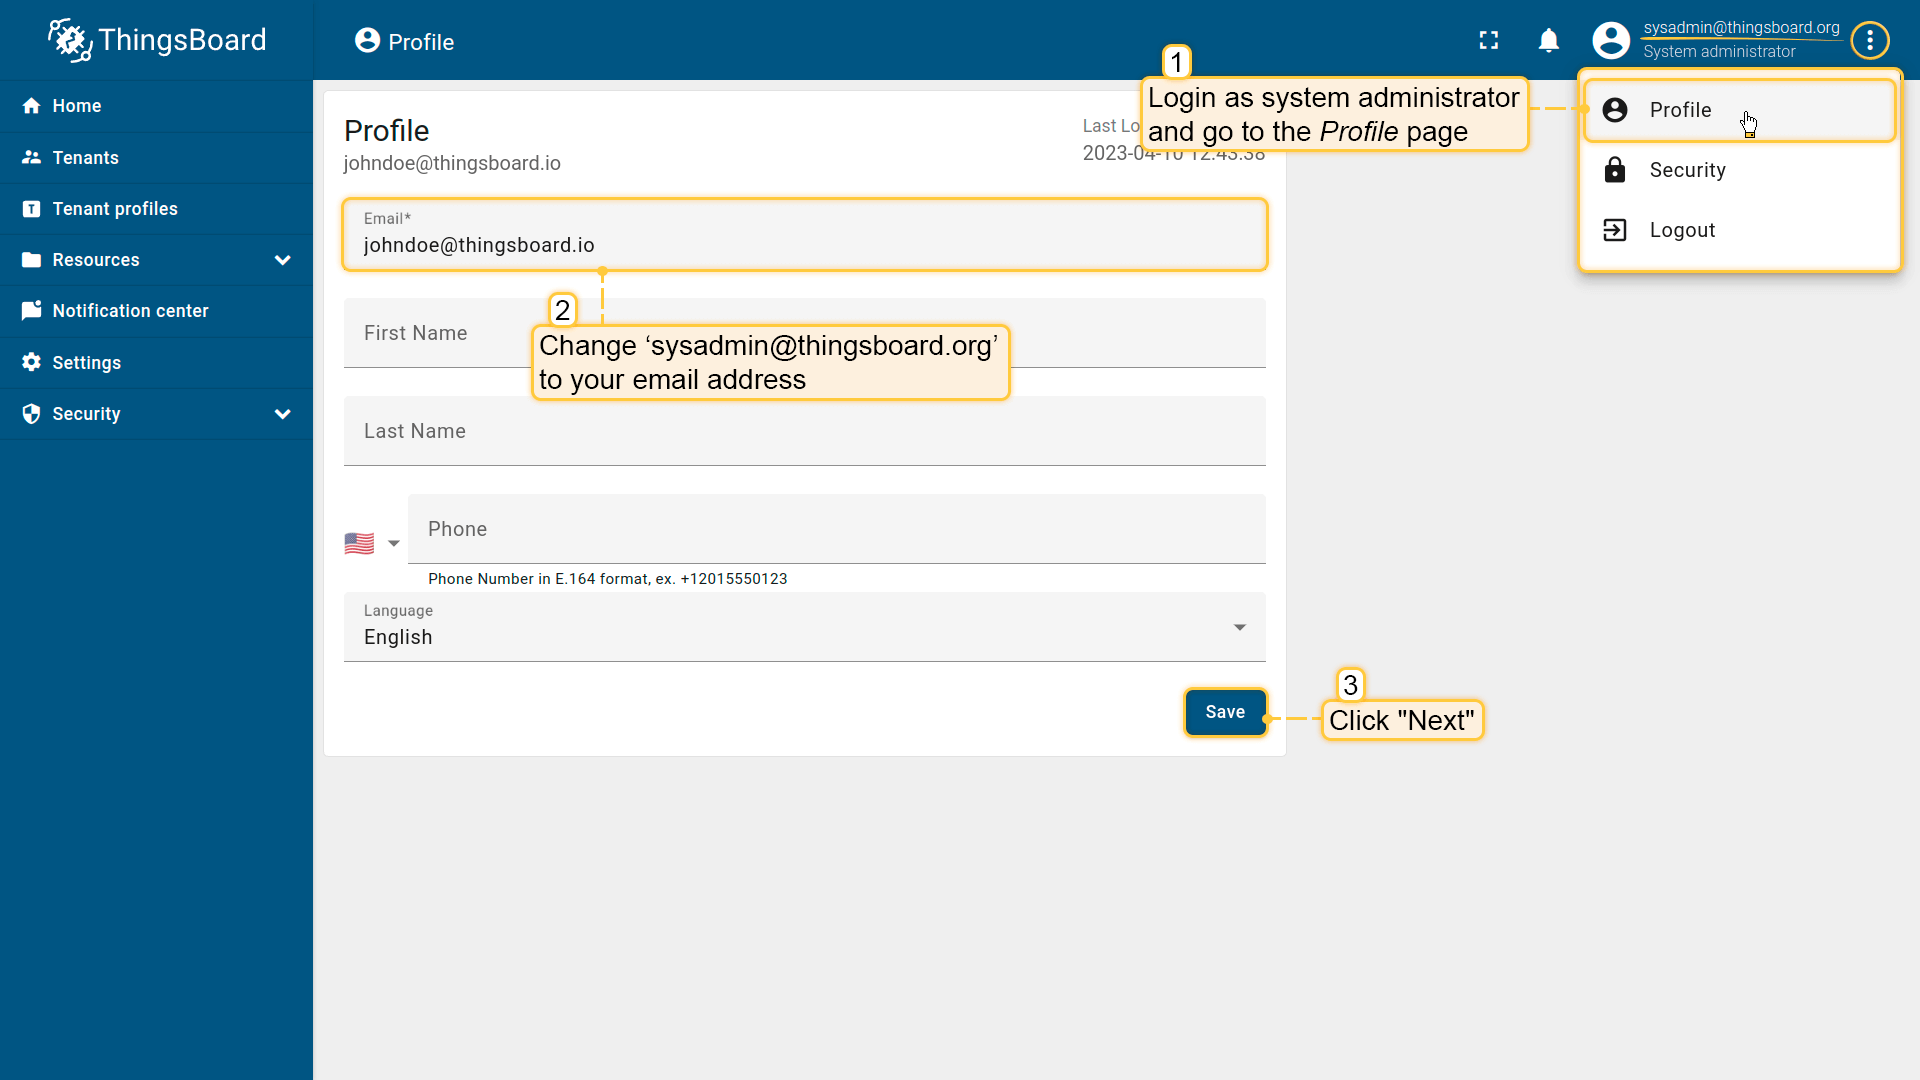 ThingsBoard
Profile
sysadmin@thingsboard.org
System administrator
Home
Tenants
Tenant profiles
Resources
Notification center
Settings
Security
Profile
johndoe@thingsboard.io
Last Lo
2023-04-10 12:43:38
1
Login as system administrator
and go to the Profile page
Profile
Security
Logout
Email*
johndoe@thingsboard.io
2
Change ‘sysadmin@thingsboard.org’
to your email address
First Name
Last Name
Phone
Phone Number in E.164 format, ex. +12015550123
Language
English
Save
3
Click "Next"